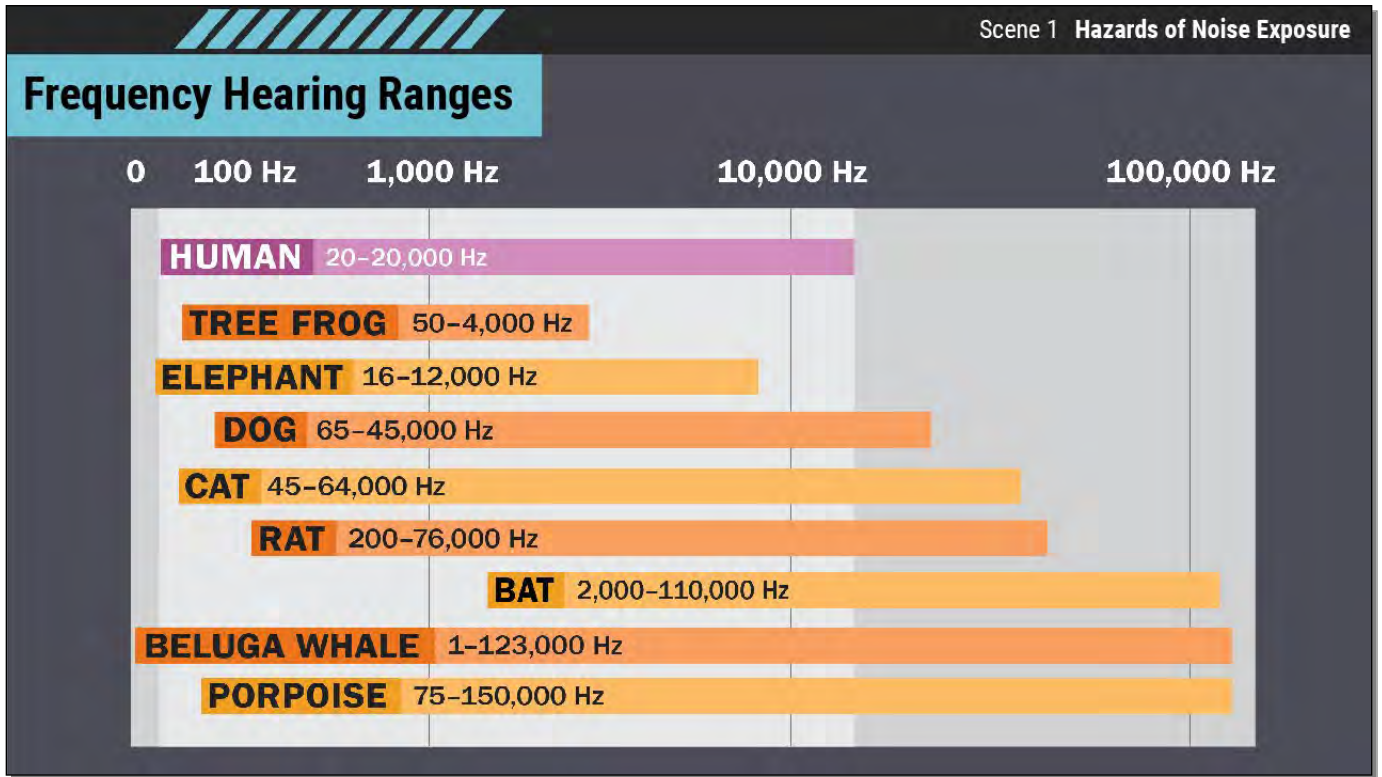 Scene 1 Hazards of Noise Exposure
Frequency Hearing Ranges
0 100 Hz 1,000 Hz 10,000 Hz 100,000 Hz
HUMAN 20–20,000 Hz
TREE FROG 50–4,000 Hz
ELEPHANT 16–12,000 Hz
DOG 65–45,000 Hz
CAT 45–64,000 Hz
RAT 200–76,000 Hz
BAT 2,000–110,000 Hz
BELUGA WHALE 1–123,000 Hz
PORPOISE 75–150,000 Hz